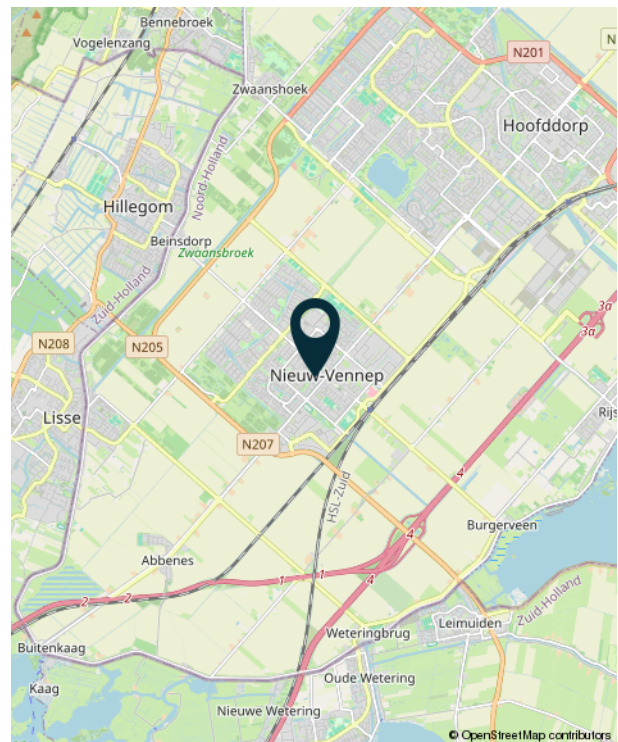 Bennebroek
Vogelenzang
N201
N
Zwaanshoek
Hoofddorp
Noord-Holland
Hillegom
Beinsdorp
Zwaansbroek
Zuid-Holland
3a
3a
N208
N205
Nieuw-Vennep
Lisse
Rijs
N207
HSL-Zuid
4
Burgerveen
4
Abbenes
1
1
4
2
2
Zuid-Holland
Leimuiden
Weteringbrug
Buitenkaag
Oude Wetering
Kaag
Nieuwe Wetering
© OpenStreetMap contributors